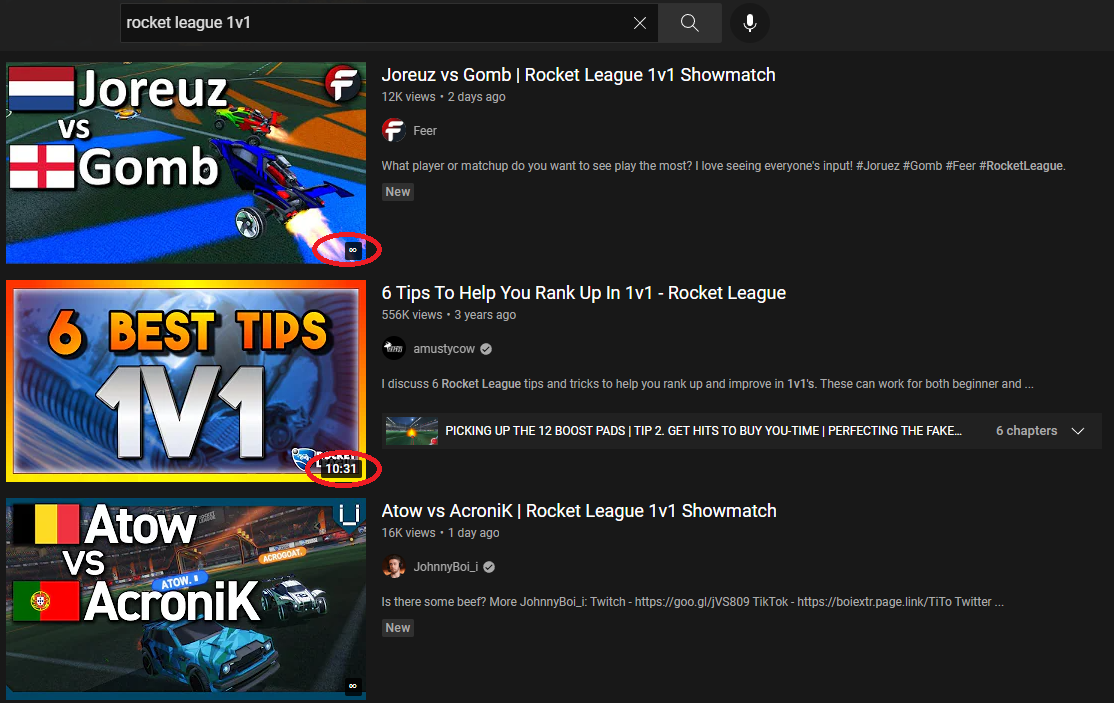 rocket league 1v1
Joreuz
vs
Gomb
∞
Joreuz vs Gomb | Rocket League 1v1 Showmatch
12K views • 2 days ago
Feer
What player or matchup do you want to see play the most? I love seeing everyone's input! #Joruez #Gomb #Feer #RocketLeague.
New
6 BEST TIPS
1V1
10:31
6 Tips To Help You Rank Up In 1v1 - Rocket League
556K views • 3 years ago
amustycow
I discuss 6 Rocket League tips and tricks to help you rank up and improve in 1v1's. These can work for both beginner and ...
PICKING UP THE 12 BOOST PADS | TIP 2. GET HITS TO BUY YOU-TIME | PERFECTING THE FAKE…
6 chapters
Atow
vs
AcroniK
ACROGOAT.
ATOW.
∞
Atow vs AcroniK | Rocket League 1v1 Showmatch
16K views • 1 day ago
JohnnyBoi_i
Is there some beef? More JohnnyBoi_i: Twitch - https://goo.gl/jVS809 TikTok - https://boiextr.page.link/TiTo Twitter ...
New